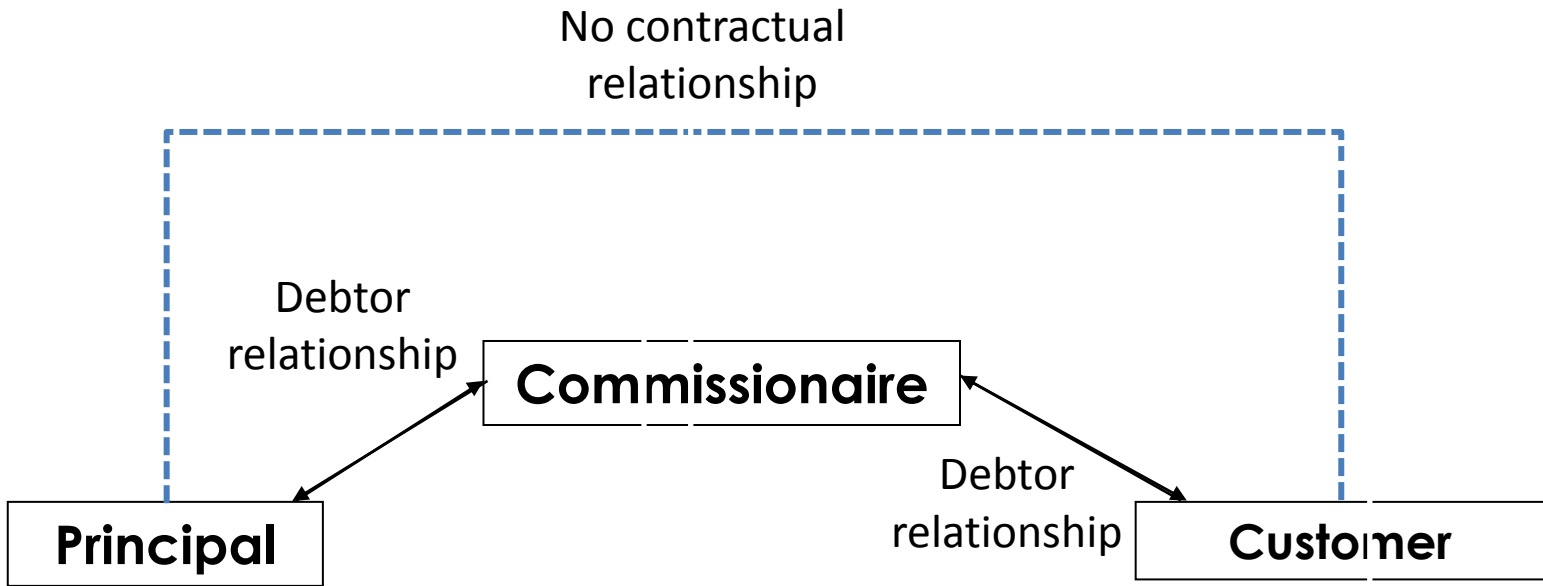 No contractual
relationship
Debtor
relationship
Commissionaire
Debtor
relationship
Principal
Customer